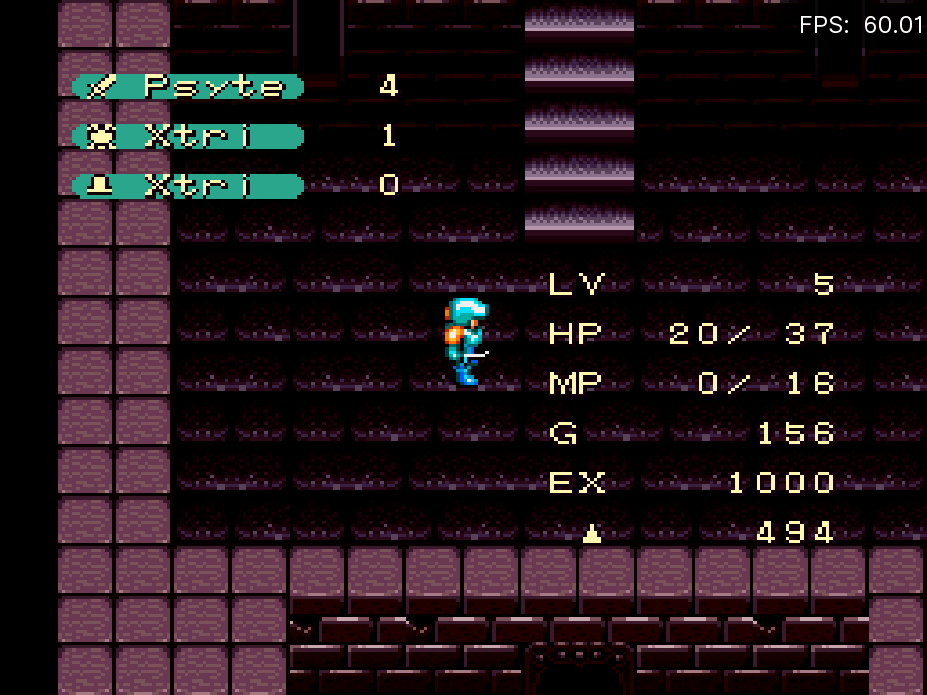 FPS: 60.01
Psyte 4
Xtri 1
Xtri 0
LV 5
HP 20/ 37
MP 0/ 16
G 156
EX 1000
494